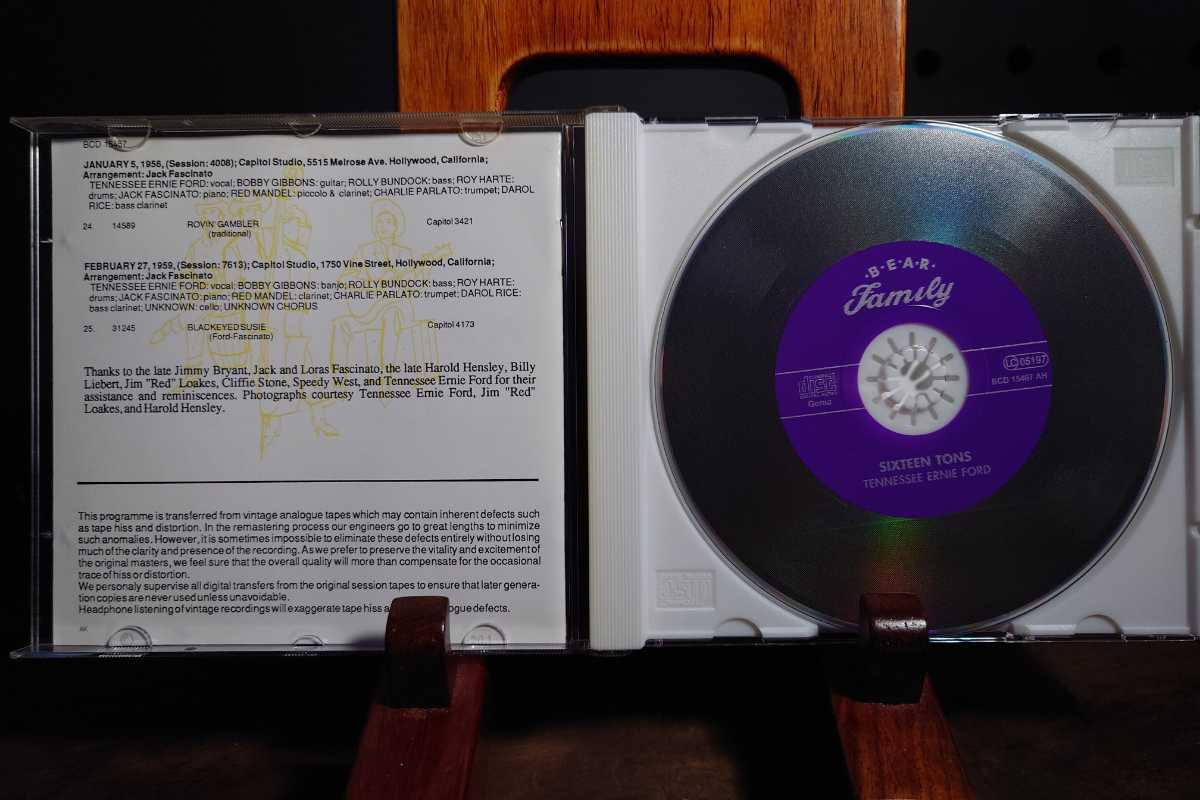 BCD 15487
JANUARY 5, 1956, (Session: 4008); Capitol Studio, 5515 Melrose Ave. Hollywood, California;
Arrangement: Jack Fascinato
TENNESSEE ERNIE FORD: vocal; BOBBY GIBBONS: guitar; ROLLY BUNDOCK: bass; ROY HARTE:
drums; JACK FASCINATO: piano; RED MANDEL: piccolo & clarinet; CHARLIE PARLATO: trumpet; DAROL
RICE: bass clarinet
24. 14589 ROVIN' GAMBLER Capitol 3421
(traditional)
FEBRUARY 27, 1959, (Session: 7613); Capitol Studio, 1750 Vine Street, Hollywood, California;
Arrangement: Jack Fascinato
TENNESSEE ERNIE FORD: vocal; BOBBY GIBBONS: banjo; ROLLY BUNDOCK: bass; ROY HARTE:
drums; JACK FASCINATO: piano; RED MANDEL: clarinet; CHARLIE PARLATO: trumpet; DAROL RICE:
bass clarinet; UNKNOWN: cello; UNKNOWN CHORUS
25. 31245 BLACKEYED SUSIE Capitol 4173
(Ford-Fascinato)
Thanks to the late Jimmy Bryant, Jack and Loras Fascinato, the late Harold Hensley, Billy
Liebert, Jim "Red" Loakes, Cliffie Stone, Speedy West, and Tennessee Ernie Ford for their
assistance and reminiscences. Photographs courtesy Tennessee Ernie Ford, Jim "Red"
Loakes, and Harold Hensley.
This programme is transferred from vintage analogue tapes which may contain inherent defects such
as tape hiss and distortion. In the remastering process our engineers go to great lengths to minimize
such anomalies. However, it is sometimes impossible to eliminate these defects entirely without losing
much of the clarity and presence of the recording. As we prefer to preserve the vitality and excitement of
the original masters, we feel sure that the overall quality will more than compensate for the occasional
trace of hiss or distortion.
We personaly supervise all digital transfers from the original session tapes to ensure that later genera-
tion copies are never used unless unavoidable.
Headphone listening of vintage recordings will exaggerate tape hiss a logue defects.
AK
·B·E·A·R·
Family
COMPACT
disc
DIGITAL AUDIO
Gema
LC 05197
BCD 15487 AH
SIXTEEN TONS
TENNESSEE ERNIE FORD